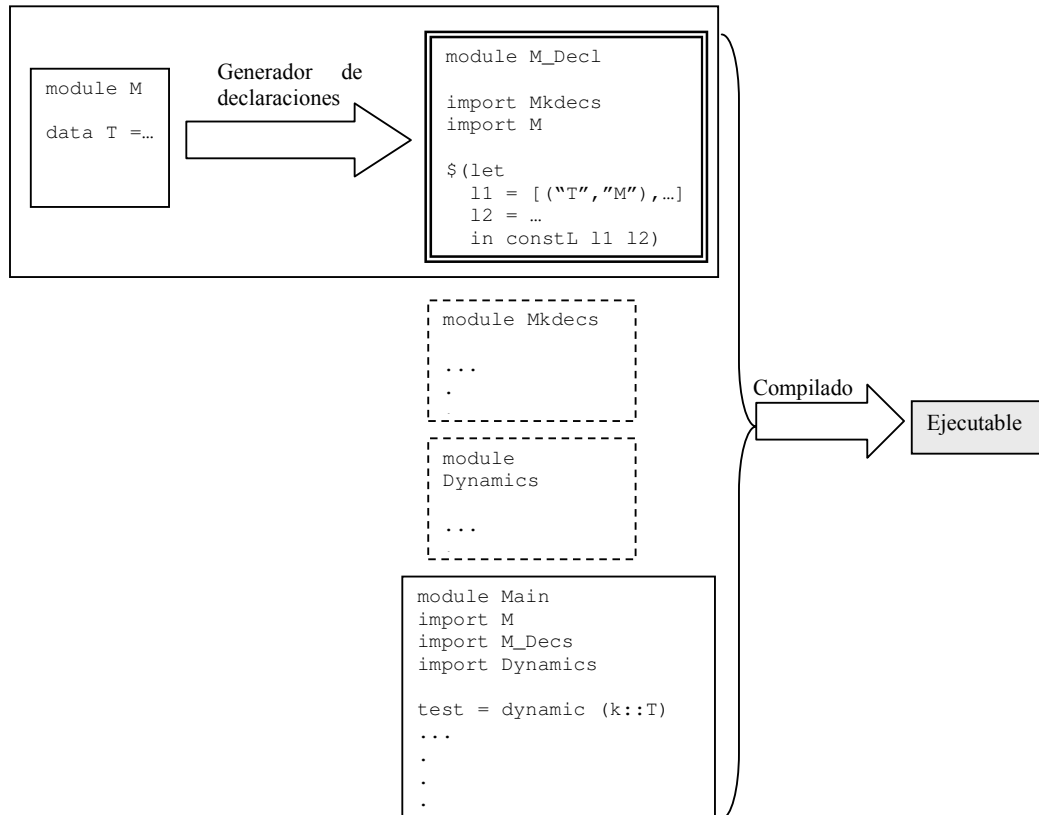 module M
data T =…
Generador de
declaraciones
module M_Decl
import Mkdecs
import M
$(let
l1 = [(“T”,”M”),…]
l2 = …
in constL l1 l2)
module Mkdecs
...
.
.
module
Dynamics
...
.
module Main
import M
import M_Decs
import Dynamics
test = dynamic (k::T)
...
.
.
.
Compilado
Ejecutable